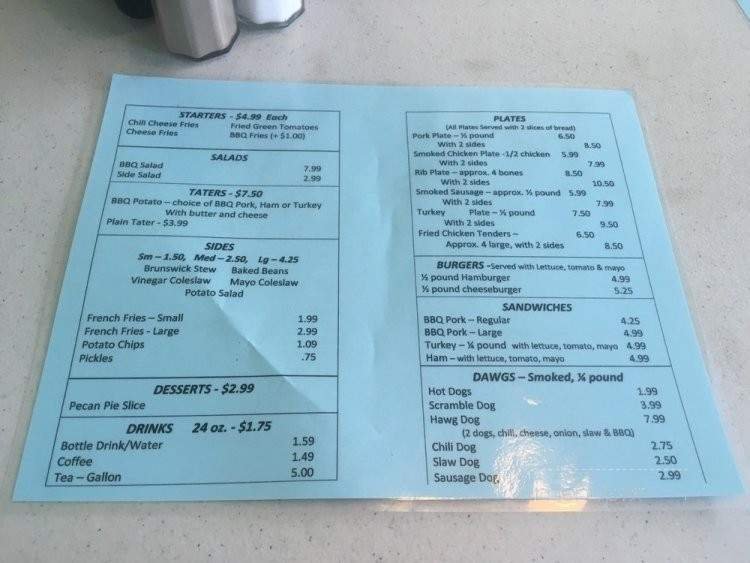 STARTERS - $4.99 Each
Chili Cheese Fries Fried Green Tomatoes
Cheese Fries BBQ Fries (+ $1.00)
SALADS
BBQ Salad 7.99
Side Salad 2.99
TATERS - $7.50
BBQ Potato – choice of BBQ Pork, Ham or Turkey
With butter and cheese
Plain Tater - $3.99
SIDES
Sm – 1.50, Med – 2.50, Lg – 4.25
Brunswick Stew Baked Beans
Vinegar Coleslaw Mayo Coleslaw
Potato Salad
French Fries – Small 1.99
French Fries - Large 2.99
Potato Chips 1.09
Pickles .75
DESSERTS - $2.99
Pecan Pie Slice
DRINKS 24 oz. - $1.75
Bottle Drink/Water 1.59
Coffee 1.49
Tea – Gallon 5.00
PLATES
(All Plates Served with 2 slices of bread)
Pork Plate – ½ pound 6.50
With 2 sides 8.50
Smoked Chicken Plate -1/2 chicken 5.99
With 2 sides 7.99
Rib Plate – approx. 4 bones 8.50
With 2 sides 10.50
Smoked Sausage – approx. ½ pound 5.99
With 2 sides 7.99
Turkey Plate – ½ pound 7.50
With 2 sides 9.50
Fried Chicken Tenders – 6.50
Approx. 4 large, with 2 sides 8.50
BURGERS -Served with Lettuce, tomato & mayo
½ pound Hamburger 4.99
½ pound cheeseburger 5.25
SANDWICHES
BBQ Pork – Regular 4.25
BBQ Pork – Large 4.99
Turkey – ¼ pound with lettuce, tomato, mayo 4.99
Ham – with lettuce, tomato, mayo 4.99
DAWGS – Smoked, ¼ pound
Hot Dogs 1.99
Scramble Dog 3.99
Hawg Dog 7.99
(2 dogs, chili, cheese, onion, slaw & BBQ)
Chili Dog 2.75
Slaw Dog 2.50
Sausage Dog 2.99